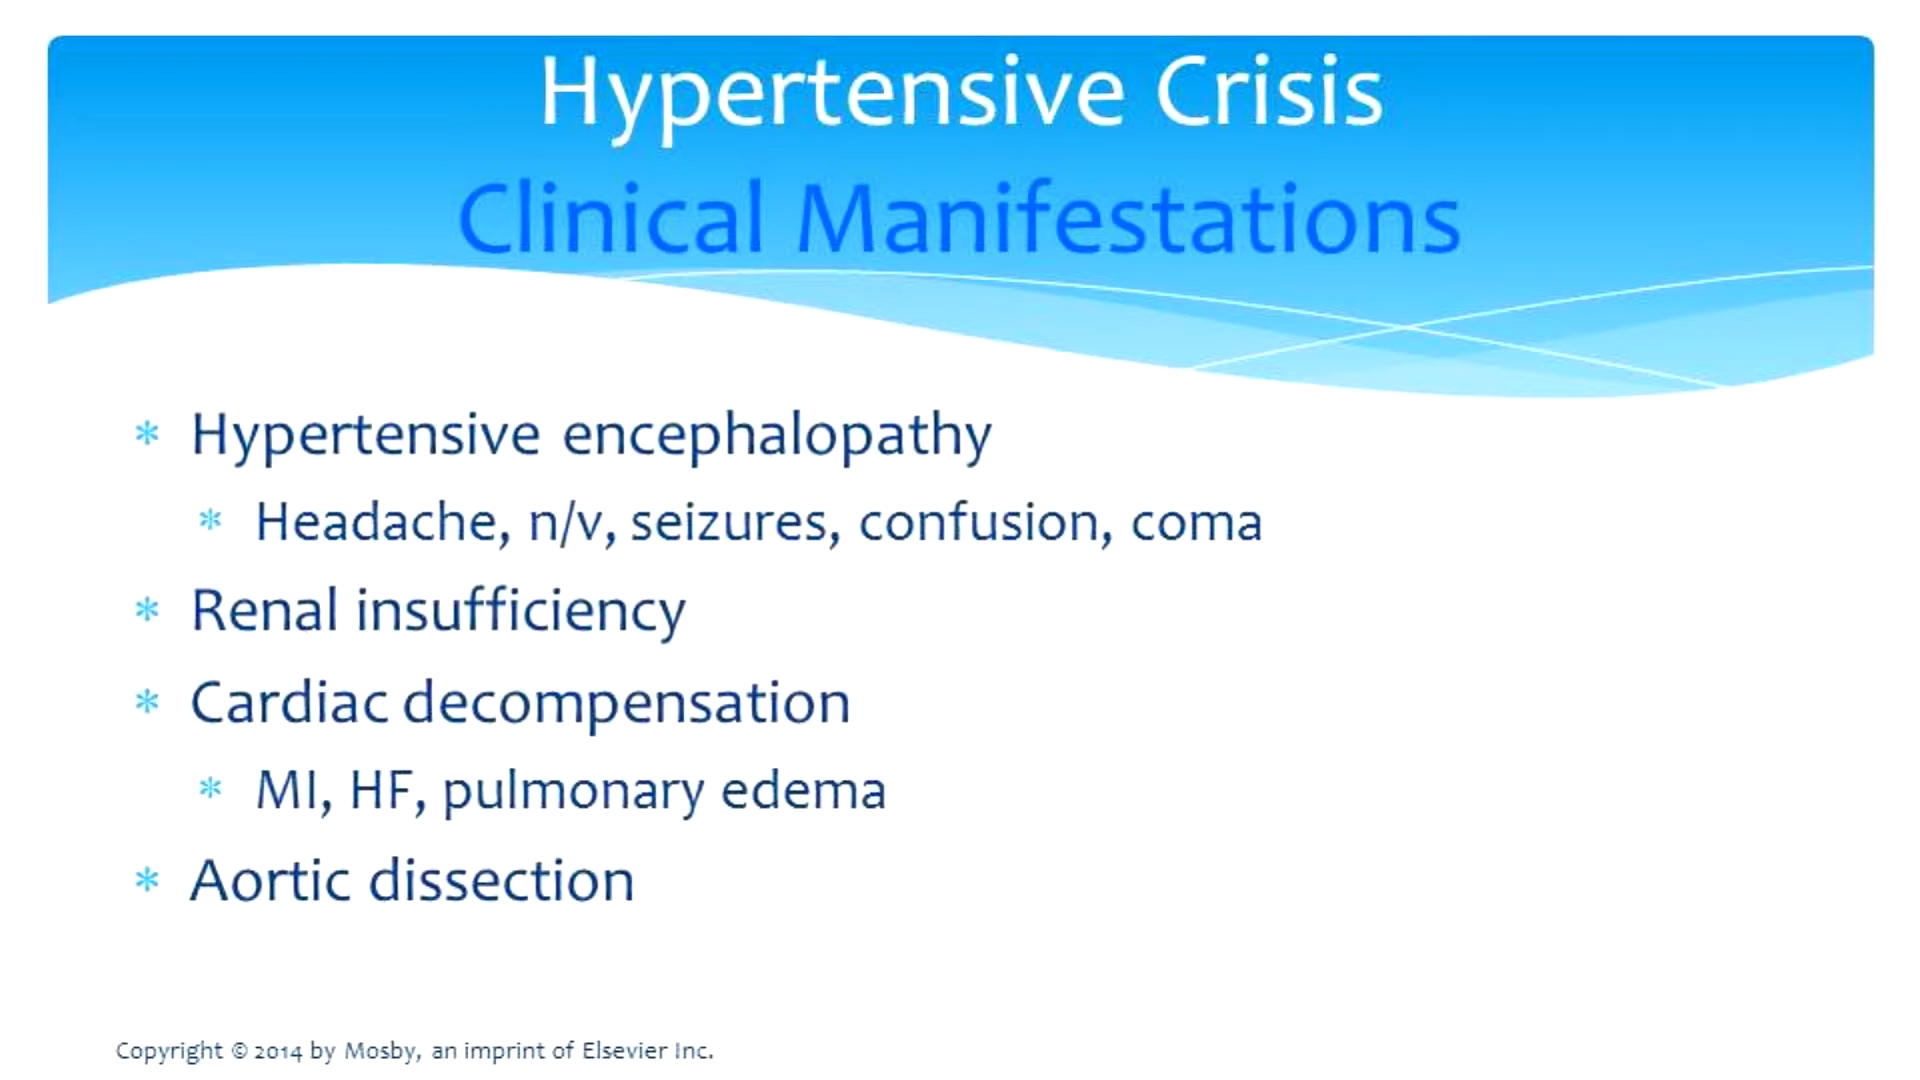 Hypertensive Crisis
Clinical Manifestations
* Hypertensive encephalopathy
* Headache, n/v, seizures, confusion, coma
* Renal insufficiency
* Cardiac decompensation
* MI, HF, pulmonary edema
* Aortic dissection
Copyright © 2014 by Mosby, an imprint of Elsevier Inc.